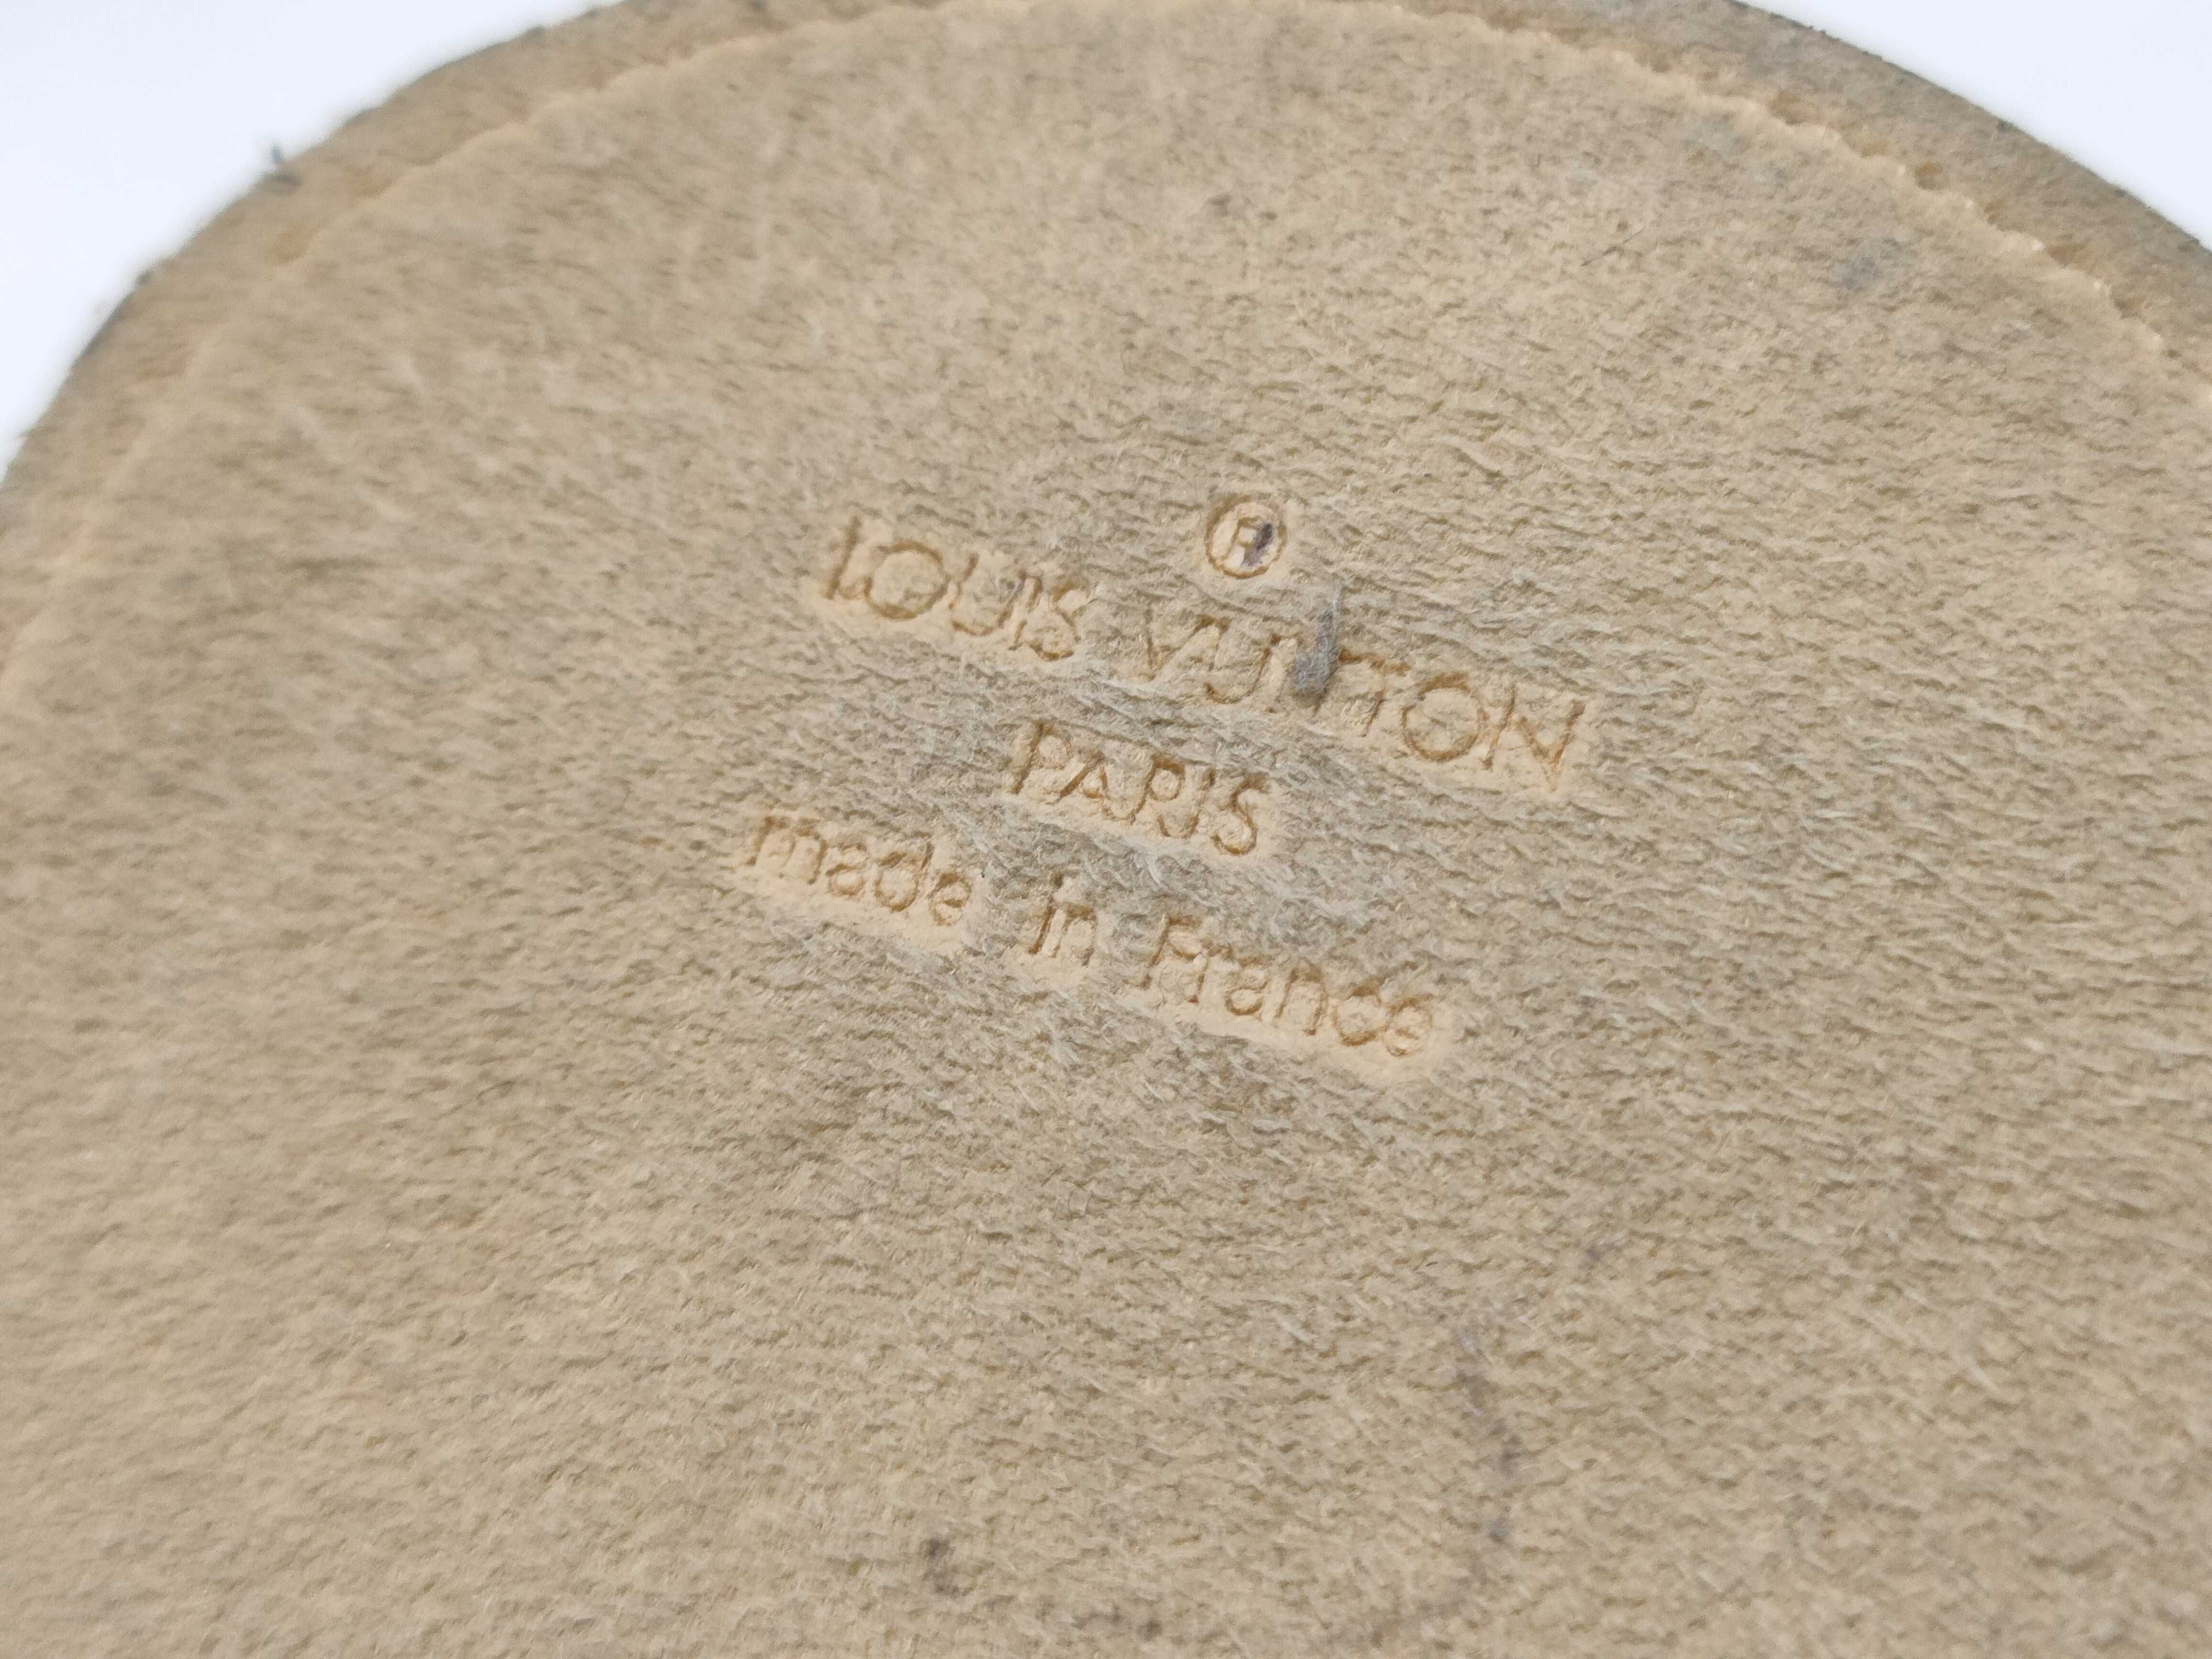 ®
LOUIS VUITTON
PARIS
made in France